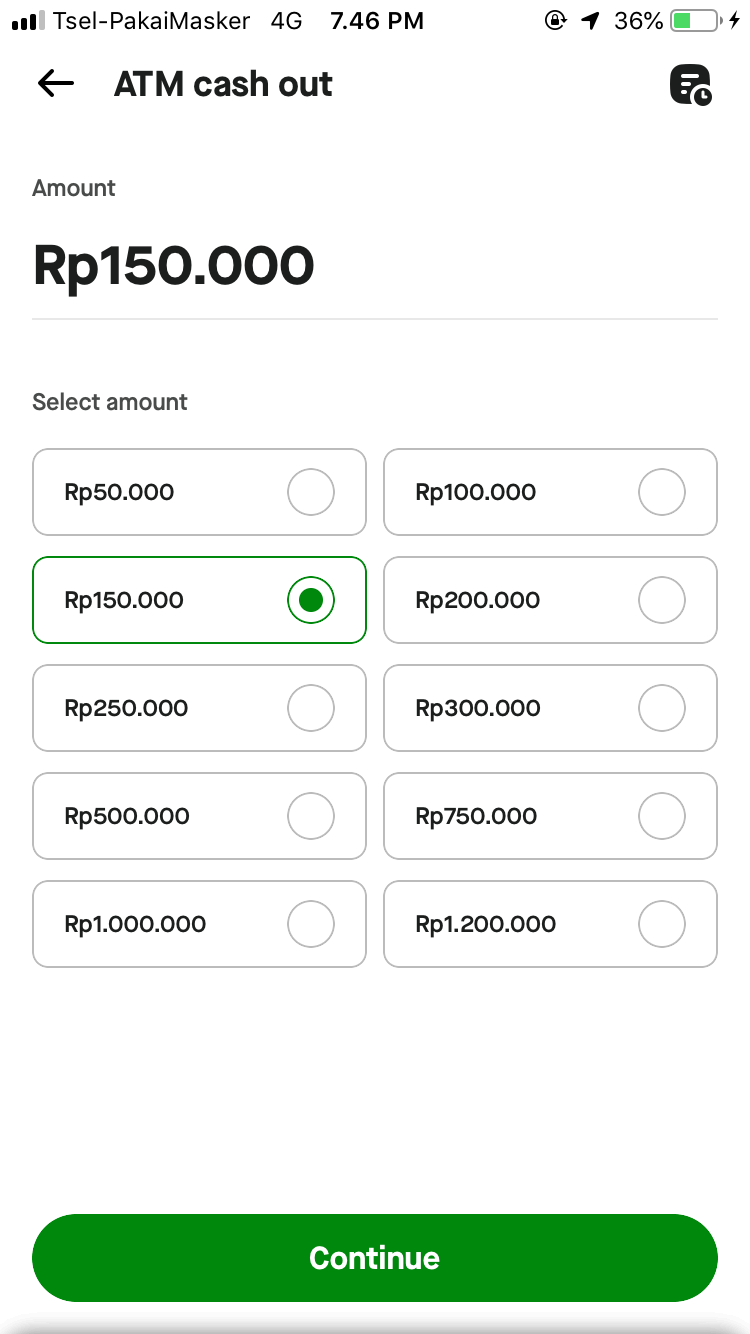 Tsel-PakaiMasker 4G 7.46 PM 36%
ATM cash out
Amount
Rp150.000
Select amount
Rp50.000 Rp100.000
Rp150.000 Rp200.000
Rp250.000 Rp300.000
Rp500.000 Rp750.000
Rp1.000.000 Rp1.200.000
Continue